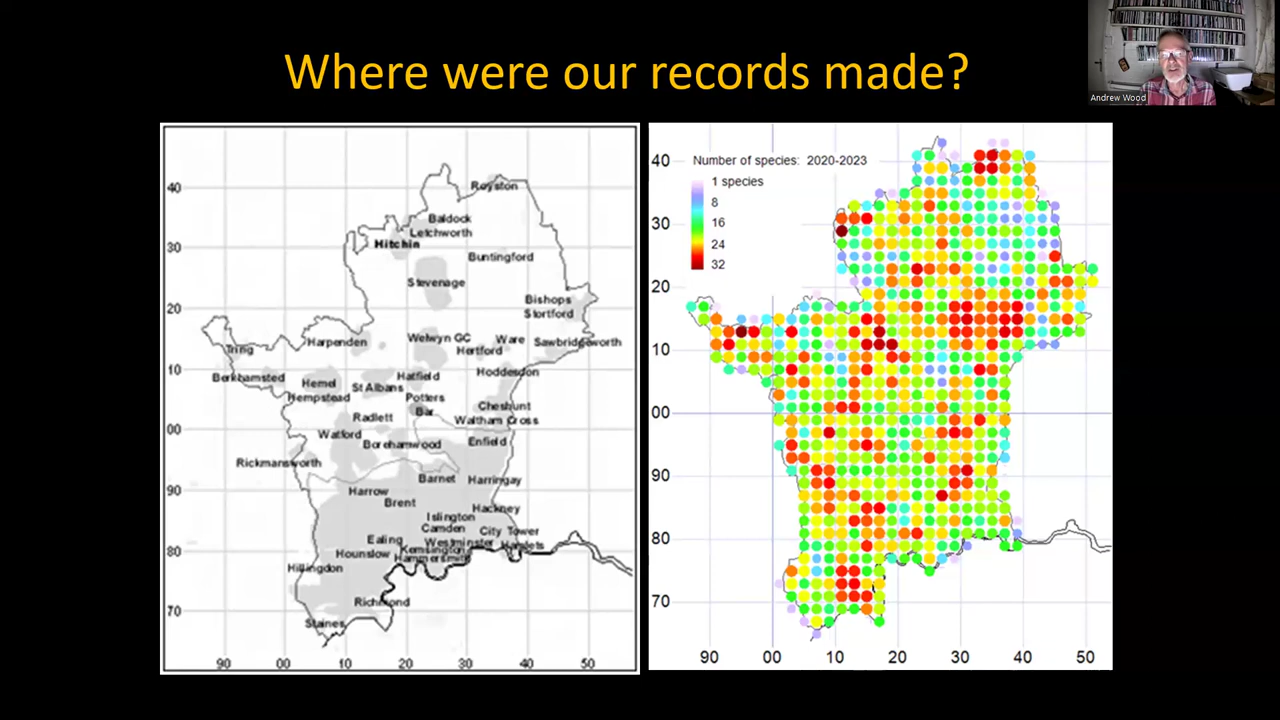 Where were our records made?
Andrew Wood
40
30
20
10
00
90
80
70
90
00
10
20
30
40
50
Royston
Baldock
Letchworth
Hitchin
Buntingford
Stevenage
Bishops
Stortford
Harpenden
Welwyn GC
Ware
Hertford
Sawbridgeworth
Tring
Berkhamsted
Hemel
Hempstead
St Albans
Hatfield
Hoddesdon
Potters
Bar
Cheshunt
Waltham Cross
Radlett
Watford
Borehamwood
Enfield
Rickmansworth
Barnet
Harringay
Harrow
Brent
Hackney
Islington
Camden
City
Tower
Hamlets
Ealing
Westminster
Hounslow
Kensington
Hammersmith
Hillingdon
Richmond
Staines
Number of species: 2020-2023
1 species
8
16
24
32
40
30
20
10
00
90
80
70
90
00
10
20
30
40
50